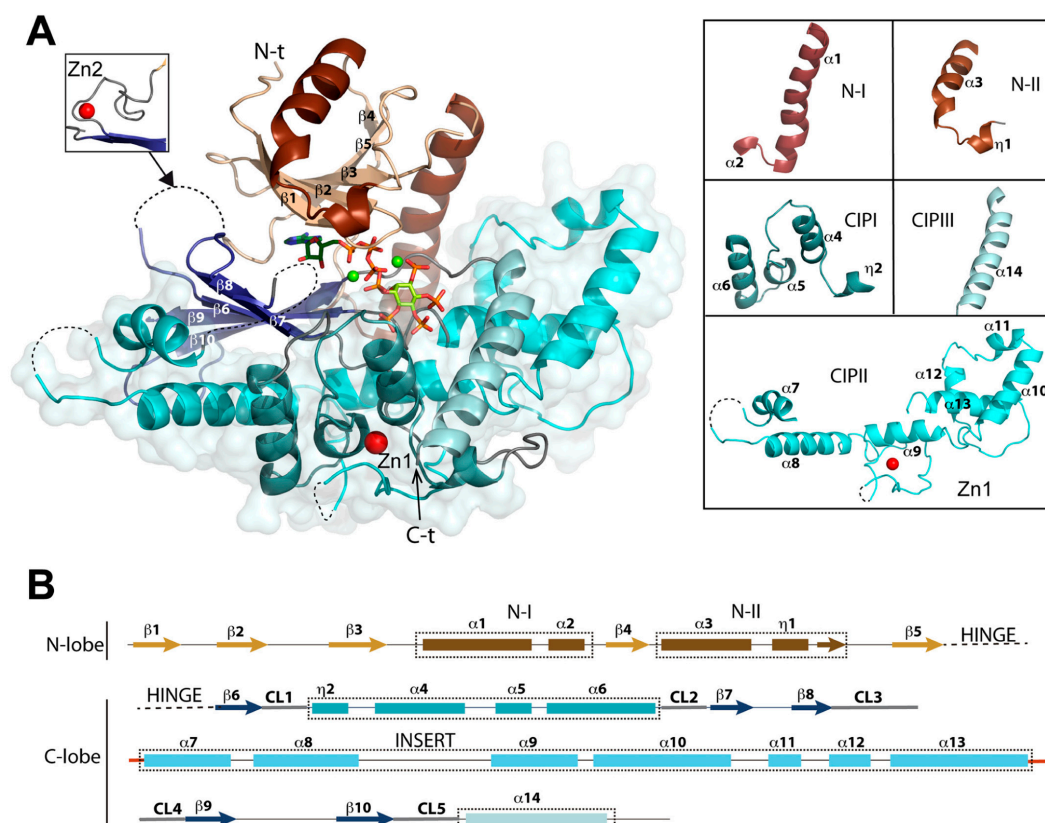 A
Zn2
N-t
β4
β5
β3
β2
β1
β8
β9 β6
β7
β10
Zn1
C-t
α1
N-I
α2
α3
N-II
η1
CIPI
α4
α6
α5
η2
CIPIII
α14
CIPII
α11
α7
α12
α10
α13
α8
α9
Zn1
B
N-lobe
β1 β2 β3 α1 N-I α2 β4 α3 N-II η1 β5 HINGE
C-lobe
HINGE β6 CL1 η2 α4 α5 α6 CL2 β7 β8 CL3
α7 α8 INSERT α9 α10 α11 α12 α13
CL4 β9 β10 CL5 α14